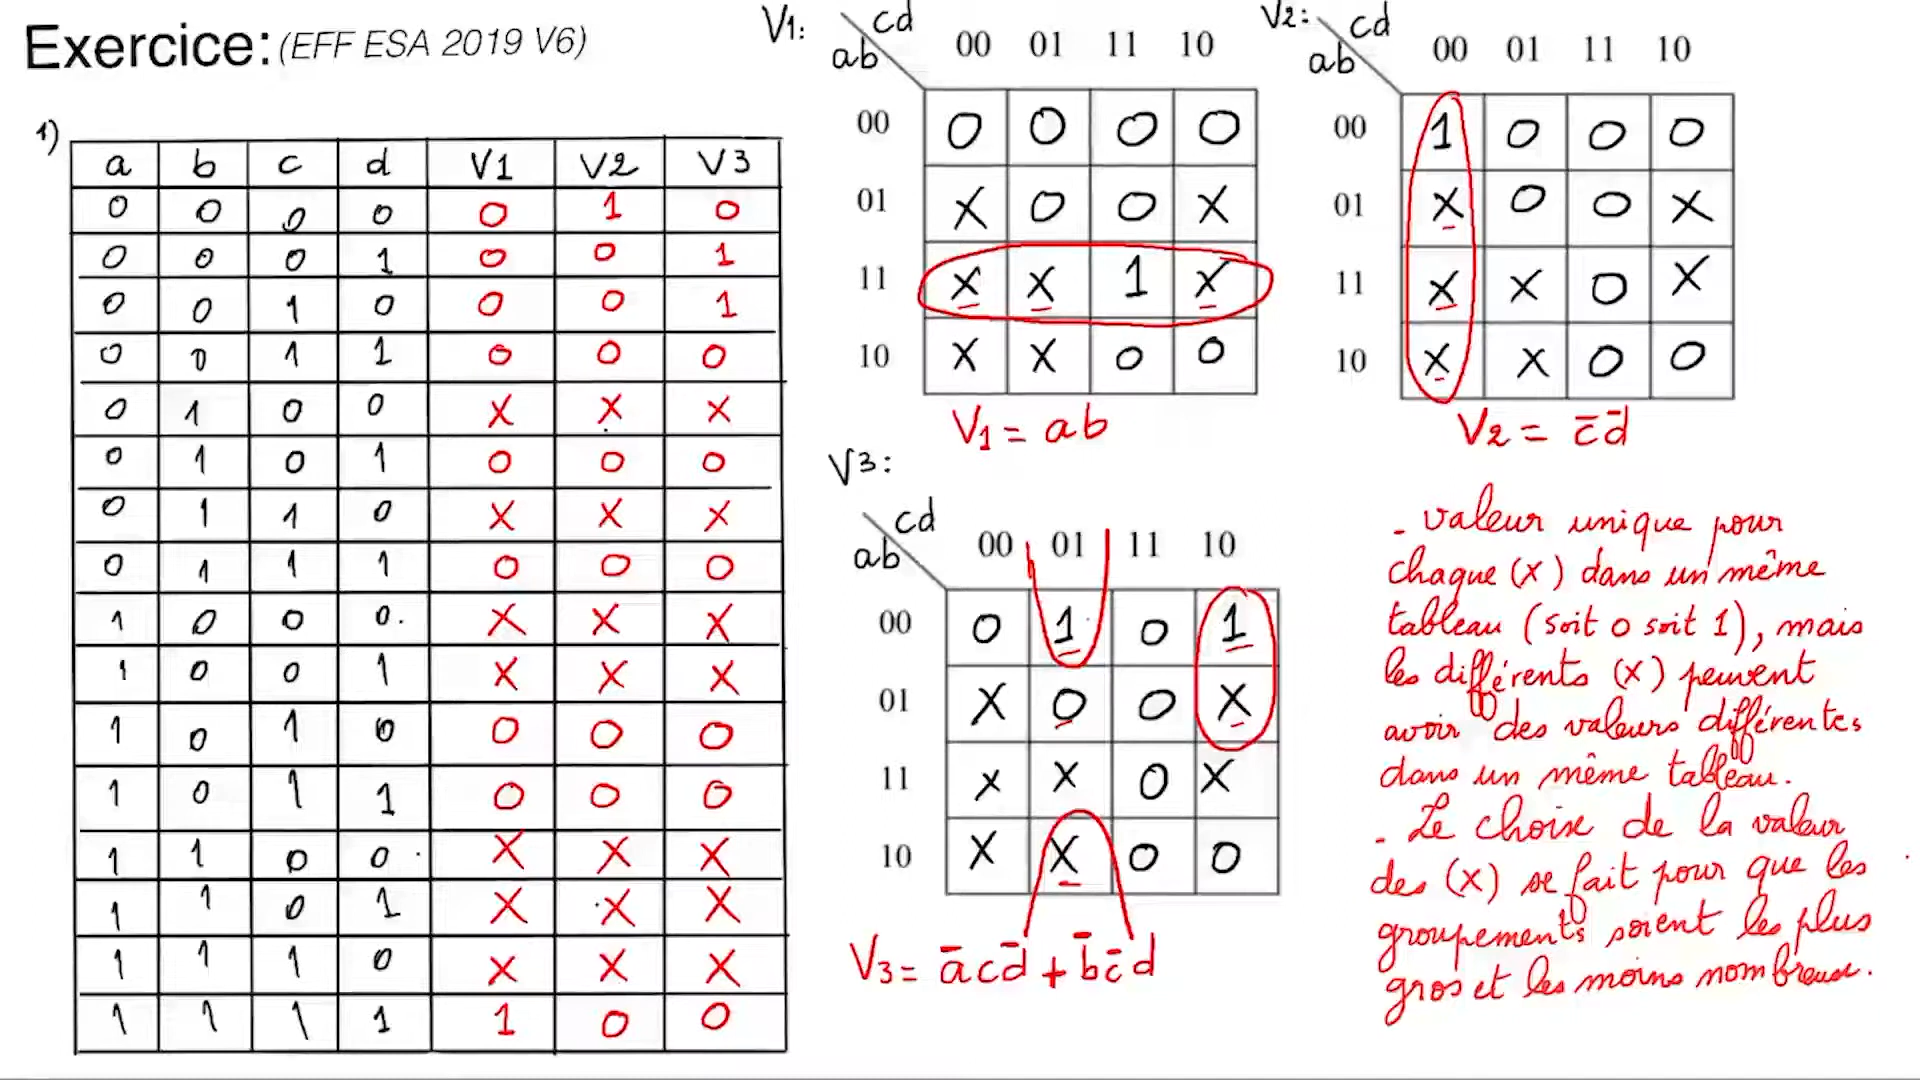 Exercice: (EFF ESA 2019 V6)
1)
a b c d V1 V2 V3
0 0 0 0 0 1 0
0 0 0 1 0 0 1
0 0 1 0 0 0 1
0 0 1 1 0 0 0
0 1 0 0 X X X
0 1 0 1 0 0 0
0 1 1 0 X X X
0 1 1 1 0 0 0
1 0 0 0 X X X
1 0 0 1 X X X
1 0 1 0 0 0 0
1 0 1 1 0 0 0
1 1 0 0 X X X
1 1 0 1 X X X
1 1 1 0 X X X
1 1 1 1 1 0 0
V1:
cd
ab
00 01 11 10
00 0 0 0 0
01 X 0 0 X
11 X X 1 X
10 X X 0 0
V1 = ab
V2:
cd
ab
00 01 11 10
00 1 0 0 0
01 X 0 0 X
11 X X 0 X
10 X X 0 0
V2 = c̄d̄
V3:
cd
ab
00 01 11 10
00 0 1 0 1
01 X 0 0 X
11 X X 0 X
10 X X 0 0
V3 = ācd̄ + b̄c̄d
- valeur unique pour
chaque (X) dans un même
tableau (soit 0 soit 1), mais
les différents (X) peuvent
avoir des valeurs différentes
dans un même tableau.
- Le choix de la valeur
des (X) se fait pour que les
groupements soient les plus
gros et les moins nombreux.